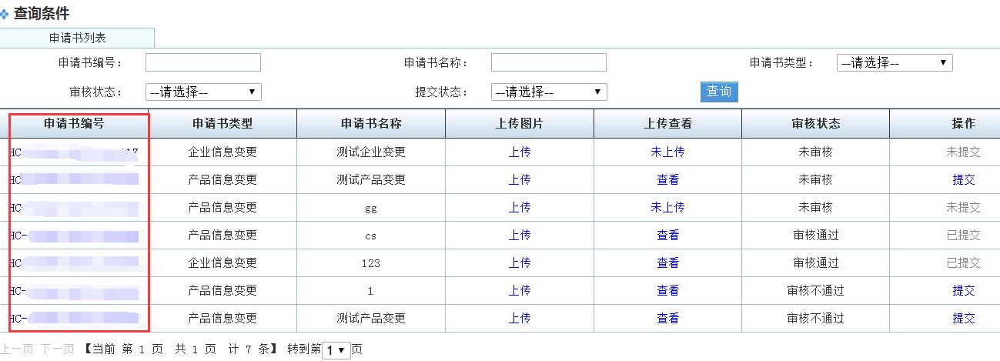 查询条件
申请书列表
申请书编号： 申请书名称： 申请书类型： --请选择--
审核状态： --请选择-- 提交状态： --请选择-- 查询
申请书编号 申请书类型 申请书名称 上传图片 上传查看 审核状态 操作
HC- 企业信息变更 测试企业变更 上传 未上传 未审核 未提交
HC 产品信息变更 测试产品变更 上传 查看 未审核 提交
HC- 产品信息变更 gg 上传 未上传 未审核 未提交
HC- 产品信息变更 cs 上传 查看 审核通过 已提交
HC 企业信息变更 123 上传 查看 审核通过 已提交
HC- 产品信息变更 1 上传 查看 审核不通过 提交
HC- 产品信息变更 测试产品变更 上传 查看 审核不通过 提交
上一页 下一页 【当前 第 1 页 共 1 页 计 7 条】 转到第 1 页